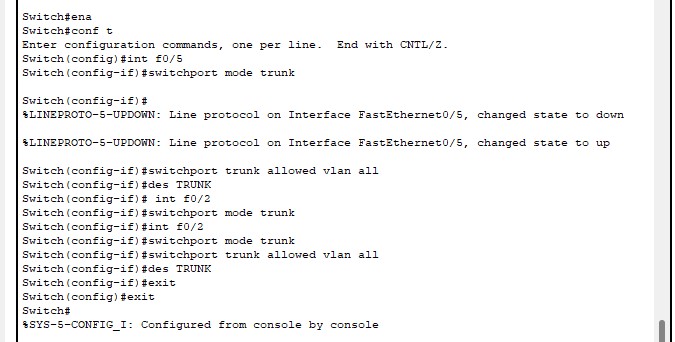 Switch#ena
Switch#conf t
Enter configuration commands, one per line.  End with CNTL/Z.
Switch(config)#int f0/5
Switch(config-if)#switchport mode trunk
Switch(config-if)#
%LINEPROTO-5-UPDOWN: Line protocol on Interface FastEthernet0/5, changed state to down
%LINEPROTO-5-UPDOWN: Line protocol on Interface FastEthernet0/5, changed state to up
Switch(config-if)#switchport trunk allowed vlan all
Switch(config-if)#des TRUNK
Switch(config-if)# int f0/2
Switch(config-if)#switchport mode trunk
Switch(config-if)#int f0/2
Switch(config-if)#switchport mode trunk
Switch(config-if)#switchport trunk allowed vlan all
Switch(config-if)#des TRUNK
Switch(config-if)#exit
Switch(config)#exit
Switch#
%SYS-5-CONFIG_I: Configured from console by console